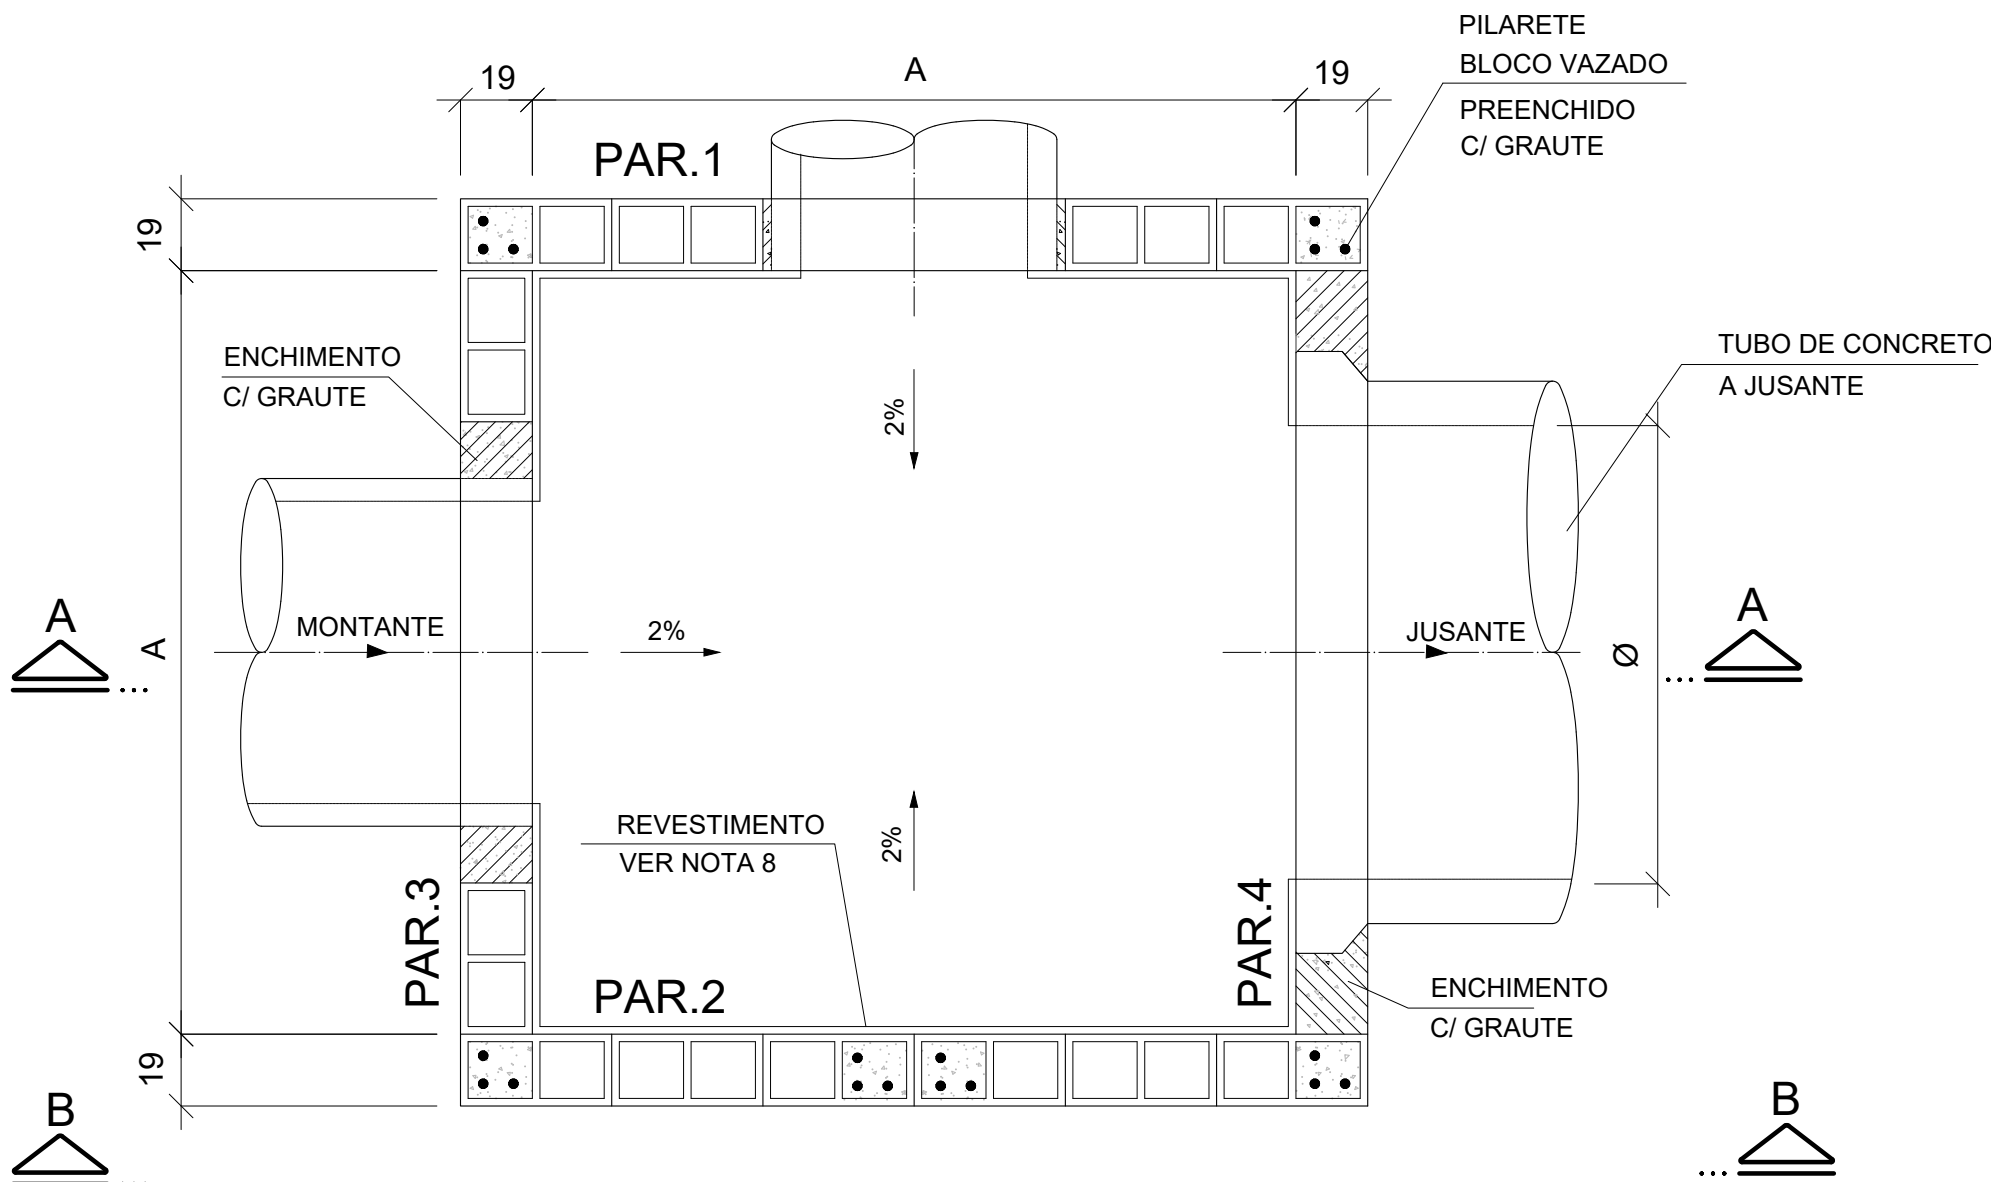 PILARETE
BLOCO VAZADO
PREENCHIDO
C/ GRAUTE
19
A
19
PAR.1
19
ENCHIMENTO
C/ GRAUTE
TUBO DE CONCRETO
A JUSANTE
2%
A
A
MONTANTE
2%
JUSANTE
Ø
A
REVESTIMENTO
VER NOTA 8
2%
PAR.3
PAR.4
PAR.2
ENCHIMENTO
C/ GRAUTE
19
B
B